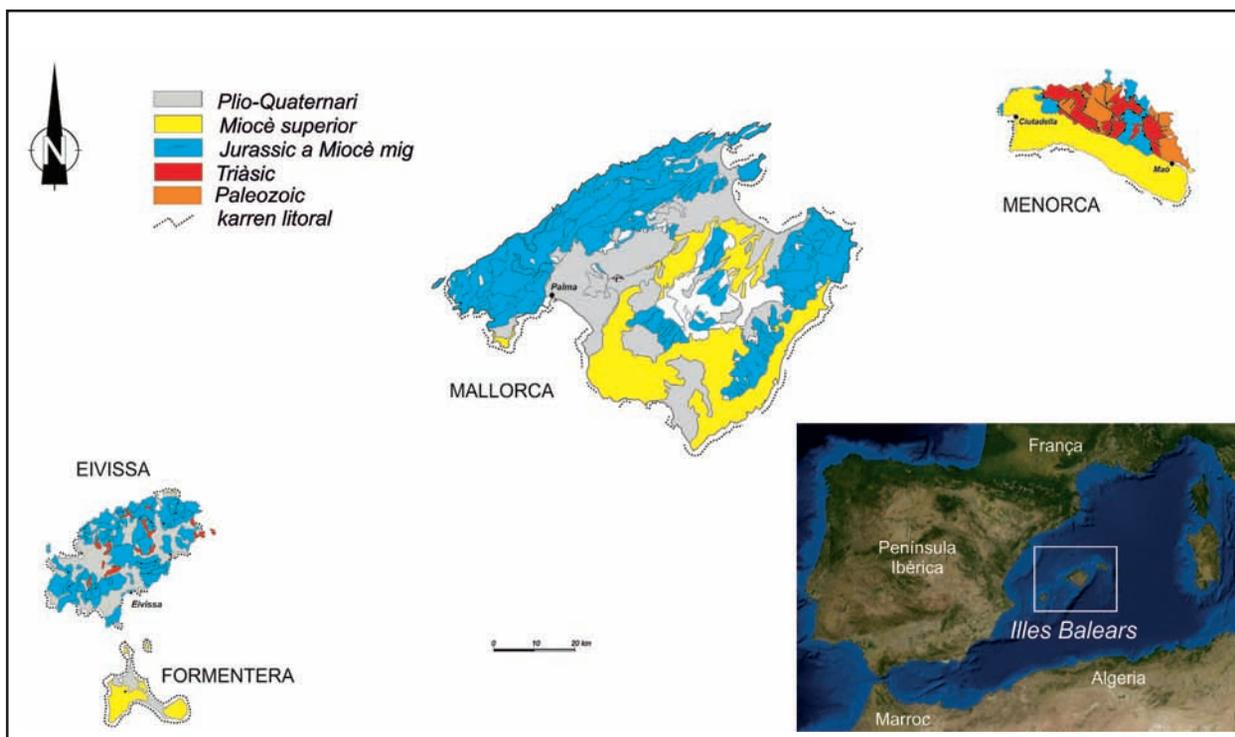 N
Plio-Quaternari
Miocè superior
Jurassic a Miocè mig
Triàsic
Paleozoic
karren litoral
Ciutadella
Maó
MENORCA
Palma
MALLORCA
EIVISSA
Eivissa
FORMENTERA
0 10 20 km
França
Península
Ibèrica
Illes Balears
Algeria
Marroc